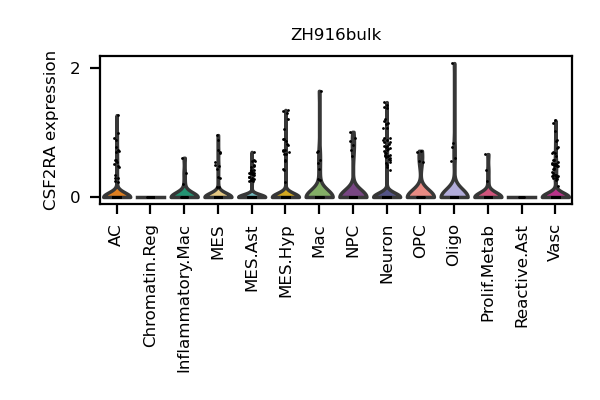 ZH916bulk
CSF2RA expression
2
0
AC
Chromatin.Reg
Inflammatory.Mac
MES
MES.Ast
MES.Hyp
Mac
NPC
Neuron
OPC
Oligo
Prolif.Metab
Reactive.Ast
Vasc